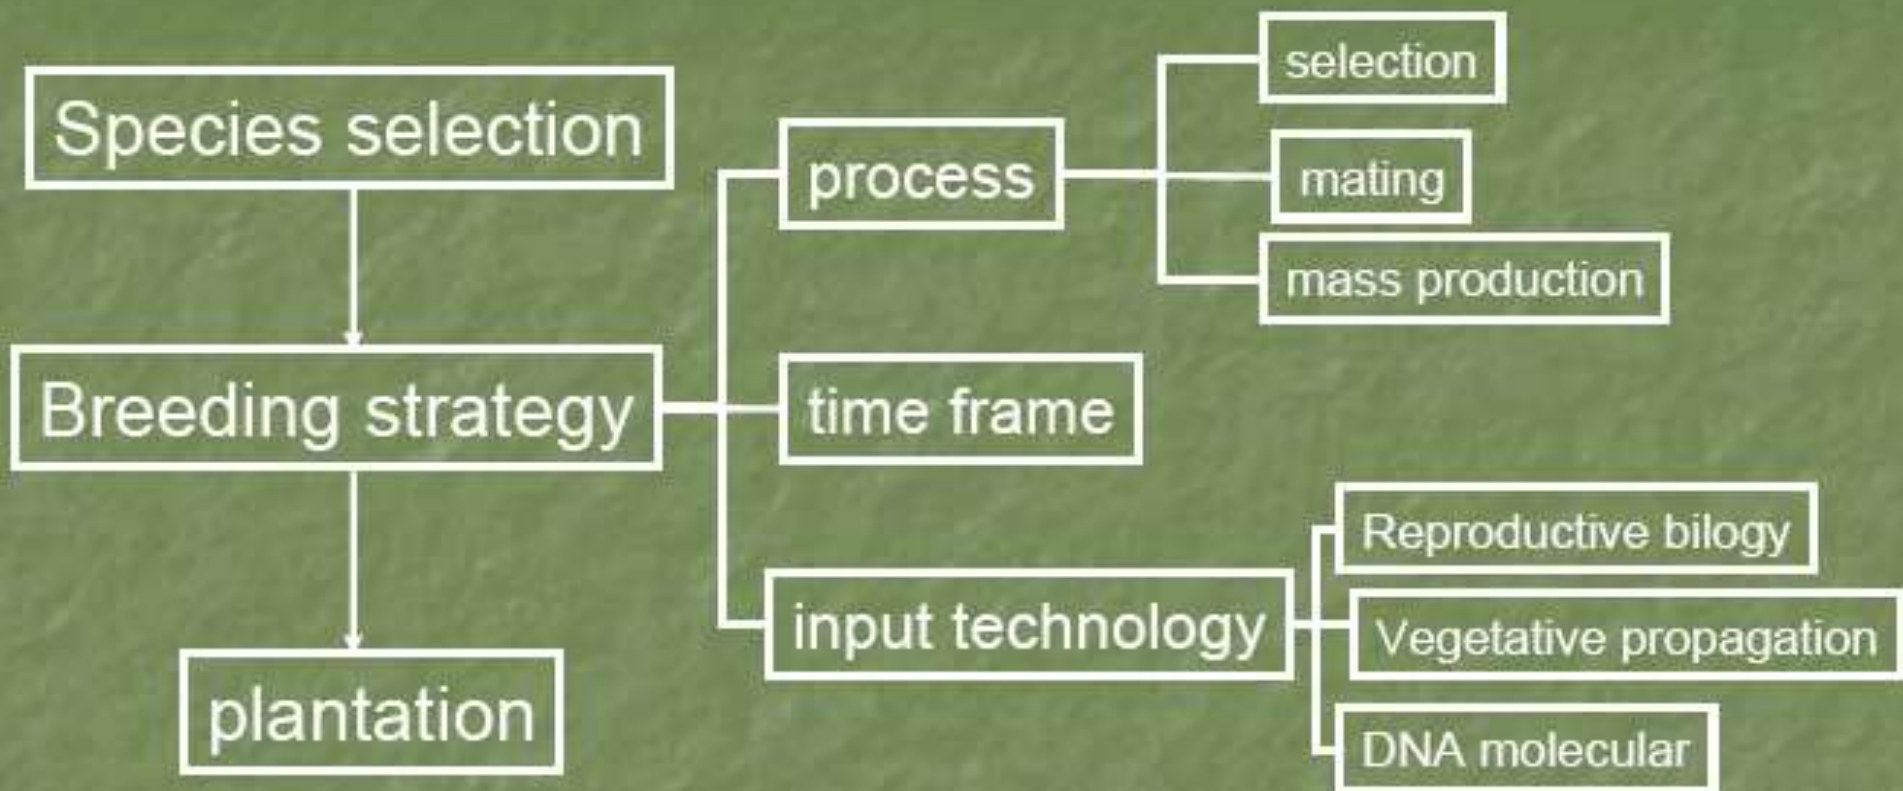 Species selection
Breeding strategy
plantation
process
time frame
input technology
selection
mating
mass production
Reproductive bilogy
Vegetative propagation
DNA molecular